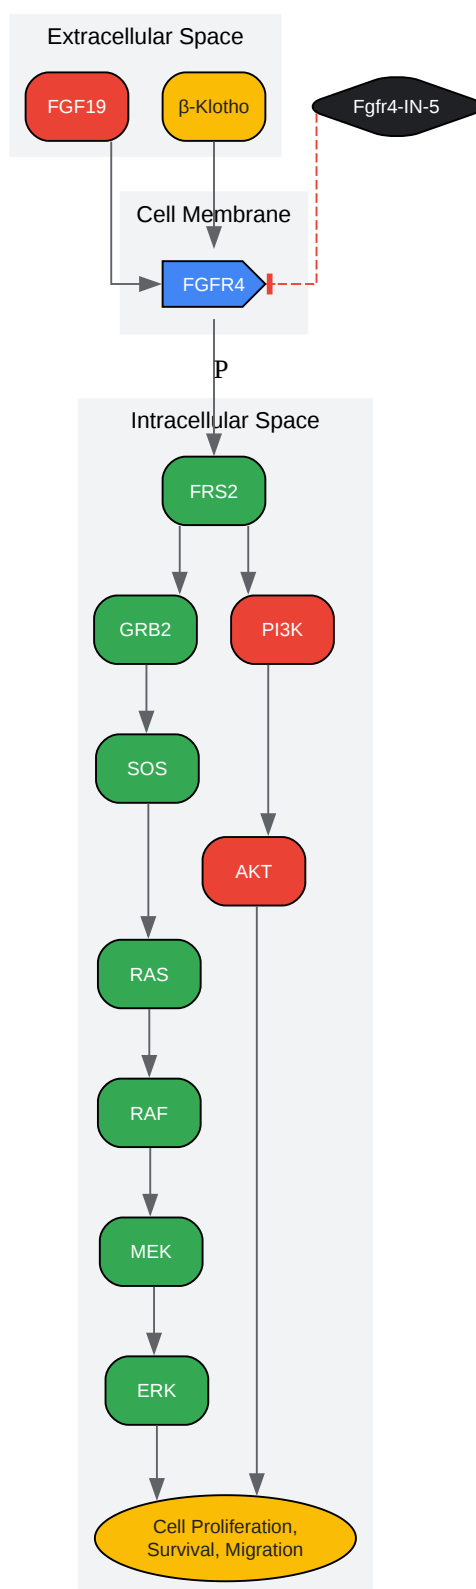 Extracellular Space
FGF19
β-Klotho
Fgfr4-IN-5
Cell Membrane
FGFR4
P
Intracellular Space
FRS2
GRB2
PI3K
SOS
AKT
RAS
RAF
MEK
ERK
Cell Proliferation,
Survival, Migration